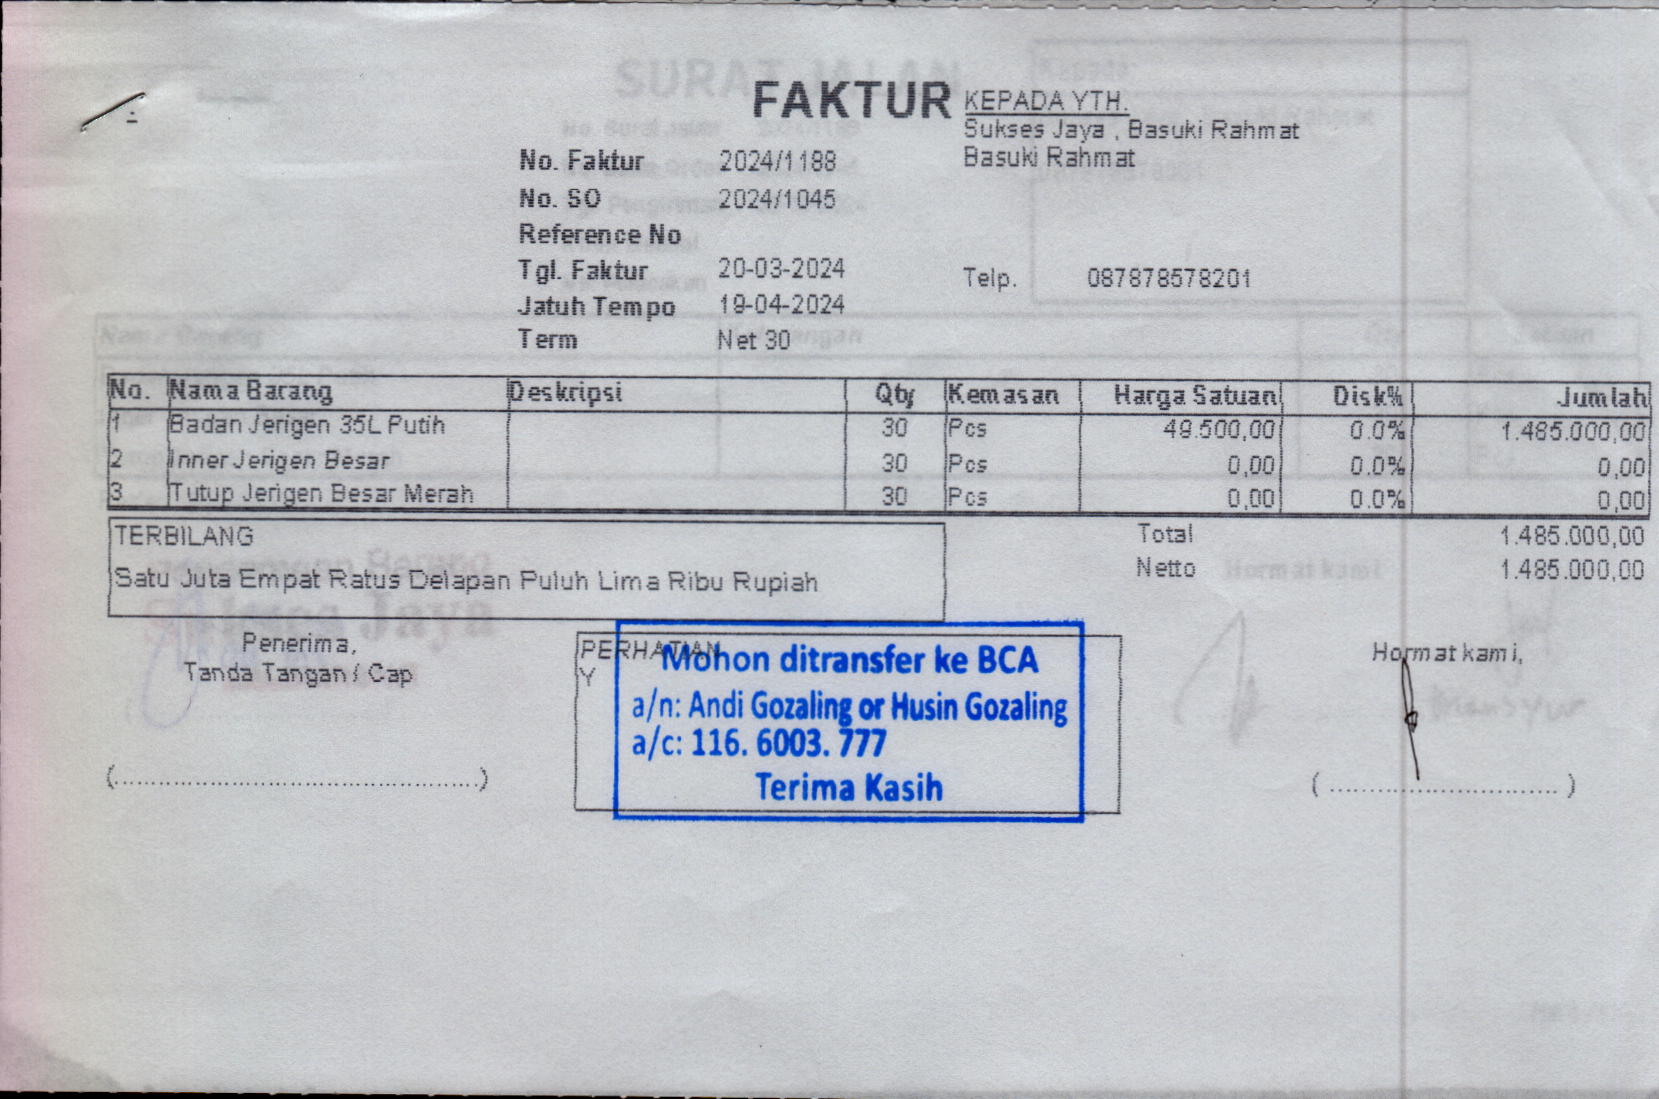 FAKTUR
KEPADA YTH.
Sukses Jaya , Basuki Rahmat
Basuki Rahmat
No. Faktur 2024/1188
No. SO 2024/1045
Reference No
Tgl. Faktur 20-03-2024
Telp. 087878578201
Jatuh Tempo 19-04-2024
Term Net 30
No. Nama Barang Deskripsi Qty Kemasan Harga Satuan Disk% Jumlah
1 Badan Jerigen 35L Putih 30 Pcs 49.500,00 0.0% 1.485.000,00
2 Inner Jerigen Besar 30 Pcs 0,00 0.0% 0,00
3 Tutup Jerigen Besar Merah 30 Pcs 0,00 0.0% 0,00
TERBILANG
Satu Juta Empat Ratus Delapan Puluh Lima Ribu Rupiah
Total 1.485.000,00
Netto 1.485.000,00
Penerima,
Tanda Tangan / Cap
(....................................................)
PERHATIAN
Y
Mohon ditransfer ke BCA
a/n: Andi Gozaling or Husin Gozaling
a/c: 116. 6003. 777
Terima Kasih
Hormat kami,
( ................................ )
SURAT JALAN
Hormat kami